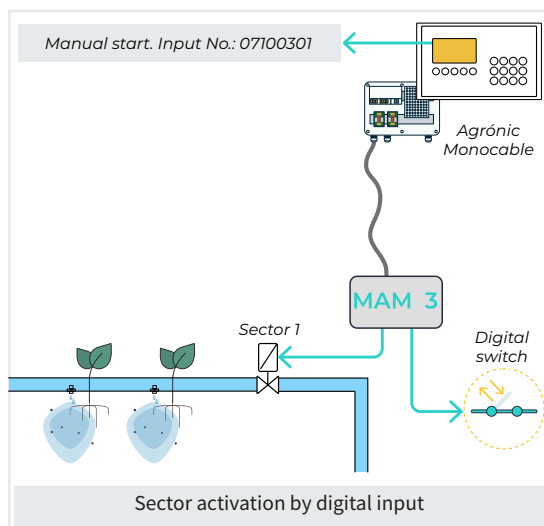 Manual start. Input No.: 07100301
Agrónic
Monocable
MAM 3
Sector 1
Digital
switch
Sector activation by digital input